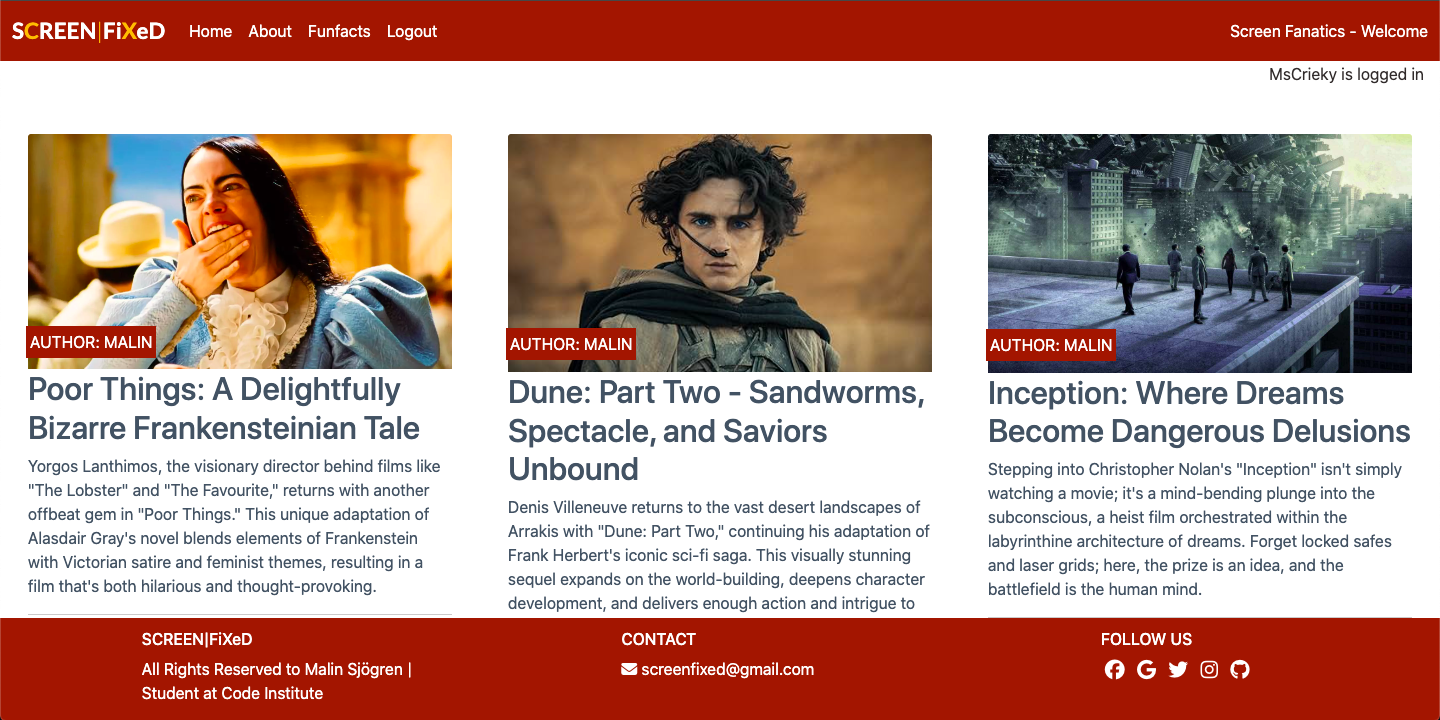 SCREEN|FiXeD Home About Funfacts Logout Screen Fanatics - Welcome
MsCrieky is logged in
AUTHOR: MALIN
Poor Things: A Delightfully
Bizarre Frankensteinian Tale
Yorgos Lanthimos, the visionary director behind films like
"The Lobster" and "The Favourite," returns with another
offbeat gem in "Poor Things." This unique adaptation of
Alasdair Gray's novel blends elements of Frankenstein
with Victorian satire and feminist themes, resulting in a
film that's both hilarious and thought-provoking.
AUTHOR: MALIN
Dune: Part Two - Sandworms,
Spectacle, and Saviors
Unbound
Denis Villeneuve returns to the vast desert landscapes of
Arrakis with "Dune: Part Two," continuing his adaptation of
Frank Herbert's iconic sci-fi saga. This visually stunning
sequel expands on the world-building, deepens character
development, and delivers enough action and intrigue to
AUTHOR: MALIN
Inception: Where Dreams
Become Dangerous Delusions
Stepping into Christopher Nolan's "Inception" isn't simply
watching a movie; it's a mind-bending plunge into the
subconscious, a heist film orchestrated within the
labyrinthine architecture of dreams. Forget locked safes
and laser grids; here, the prize is an idea, and the
battlefield is the human mind.
SCREEN|FiXeD
All Rights Reserved to Malin Sjögren |
Student at Code Institute
CONTACT
screenfixed@gmail.com
FOLLOW US